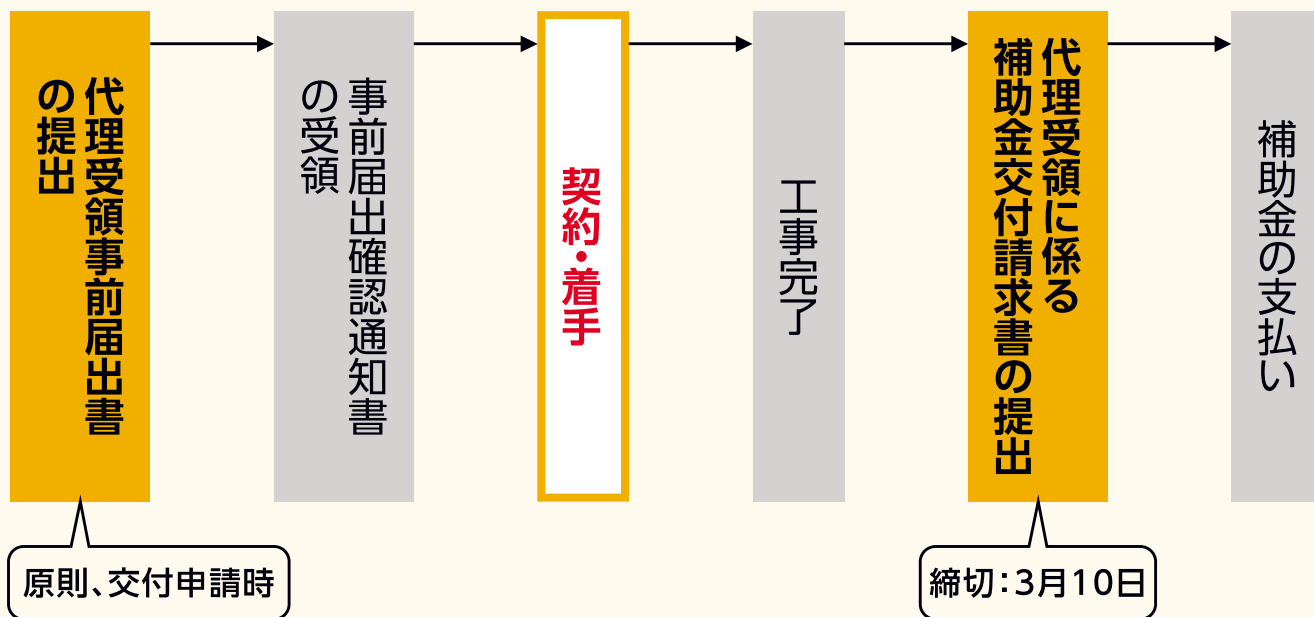 代理受領事前届出書
の提出
事前届出確認通知書
の受領
契約・着手
工事完了
代理受領に係る
補助金交付請求書の提出
補助金の支払い
原則、交付申請時
締切：3月10日